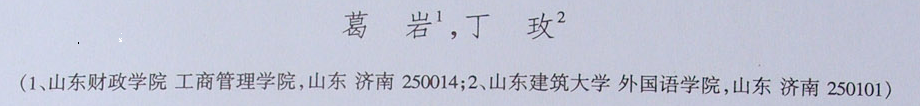 葛 岩¹,丁 玫²
(1、山东财政学院 工商管理学院,山东 济南 250014;2、山东建筑大学 外国语学院,山东 济南 250101)